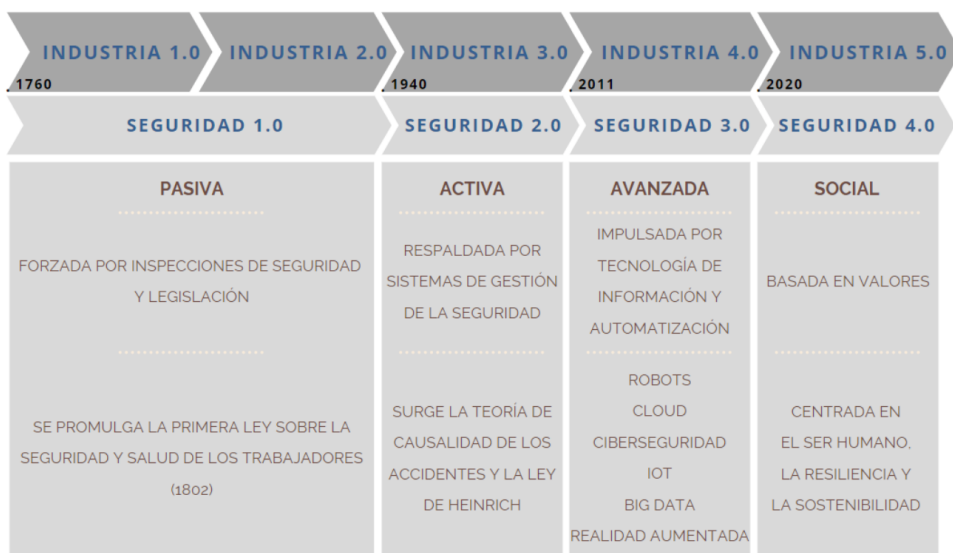 INDUSTRIA 1.0
INDUSTRIA 2.0
INDUSTRIA 3.0
INDUSTRIA 4.0
INDUSTRIA 5.0
. 1760
. 1940
. 2011
. 2020
SEGURIDAD 1.0
SEGURIDAD 2.0
SEGURIDAD 3.0
SEGURIDAD 4.0
PASIVA
FORZADA POR INSPECCIONES DE SEGURIDAD
Y LEGISLACIÓN
SE PROMULGA LA PRIMERA LEY SOBRE LA
SEGURIDAD Y SALUD DE LOS TRABAJADORES
(1802)
ACTIVA
RESPALDADA POR
SISTEMAS DE GESTIÓN
DE LA SEGURIDAD
SURGE LA TEORÍA DE
CAUSALIDAD DE LOS
ACCIDENTES Y LA LEY
DE HEINRICH
AVANZADA
IMPULSADA POR
TECNOLOGÍA DE
INFORMACIÓN Y
AUTOMATIZACIÓN
ROBOTS
CLOUD
CIBERSEGURIDAD
IOT
BIG DATA
REALIDAD AUMENTADA
SOCIAL
BASADA EN VALORES
CENTRADA EN
EL SER HUMANO,
LA RESILIENCIA Y
LA SOSTENIBILIDAD